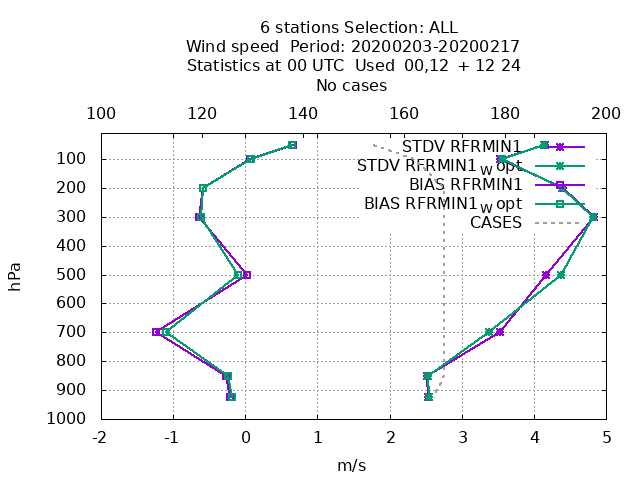 6 stations Selection: ALL
Wind speed  Period: 20200203-20200217
Statistics at 00 UTC  Used  00,12  + 12 24
No cases
100 120 140 160 180 200
STDV RFRMIN1
STDV RFRMIN1W opt
BIAS RFRMIN1
BIAS RFRMIN1W opt
CASES
100
200
300
400
500
600
700
800
900
1000
hPa
-2 -1 0 1 2 3 4 5
m/s